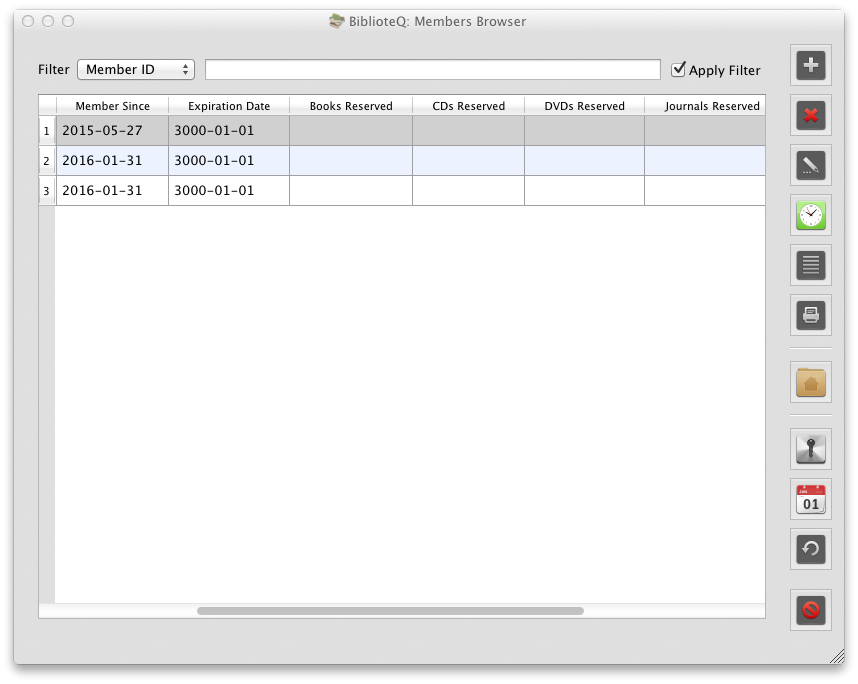 BiblioteQ: Members Browser
Filter Member ID Apply Filter
Member Since Expiration Date Books Reserved CDs Reserved DVDs Reserved Journals Reserved
1 2015-05-27 3000-01-01
2 2016-01-31 3000-01-01
3 2016-01-31 3000-01-01
JAN
01